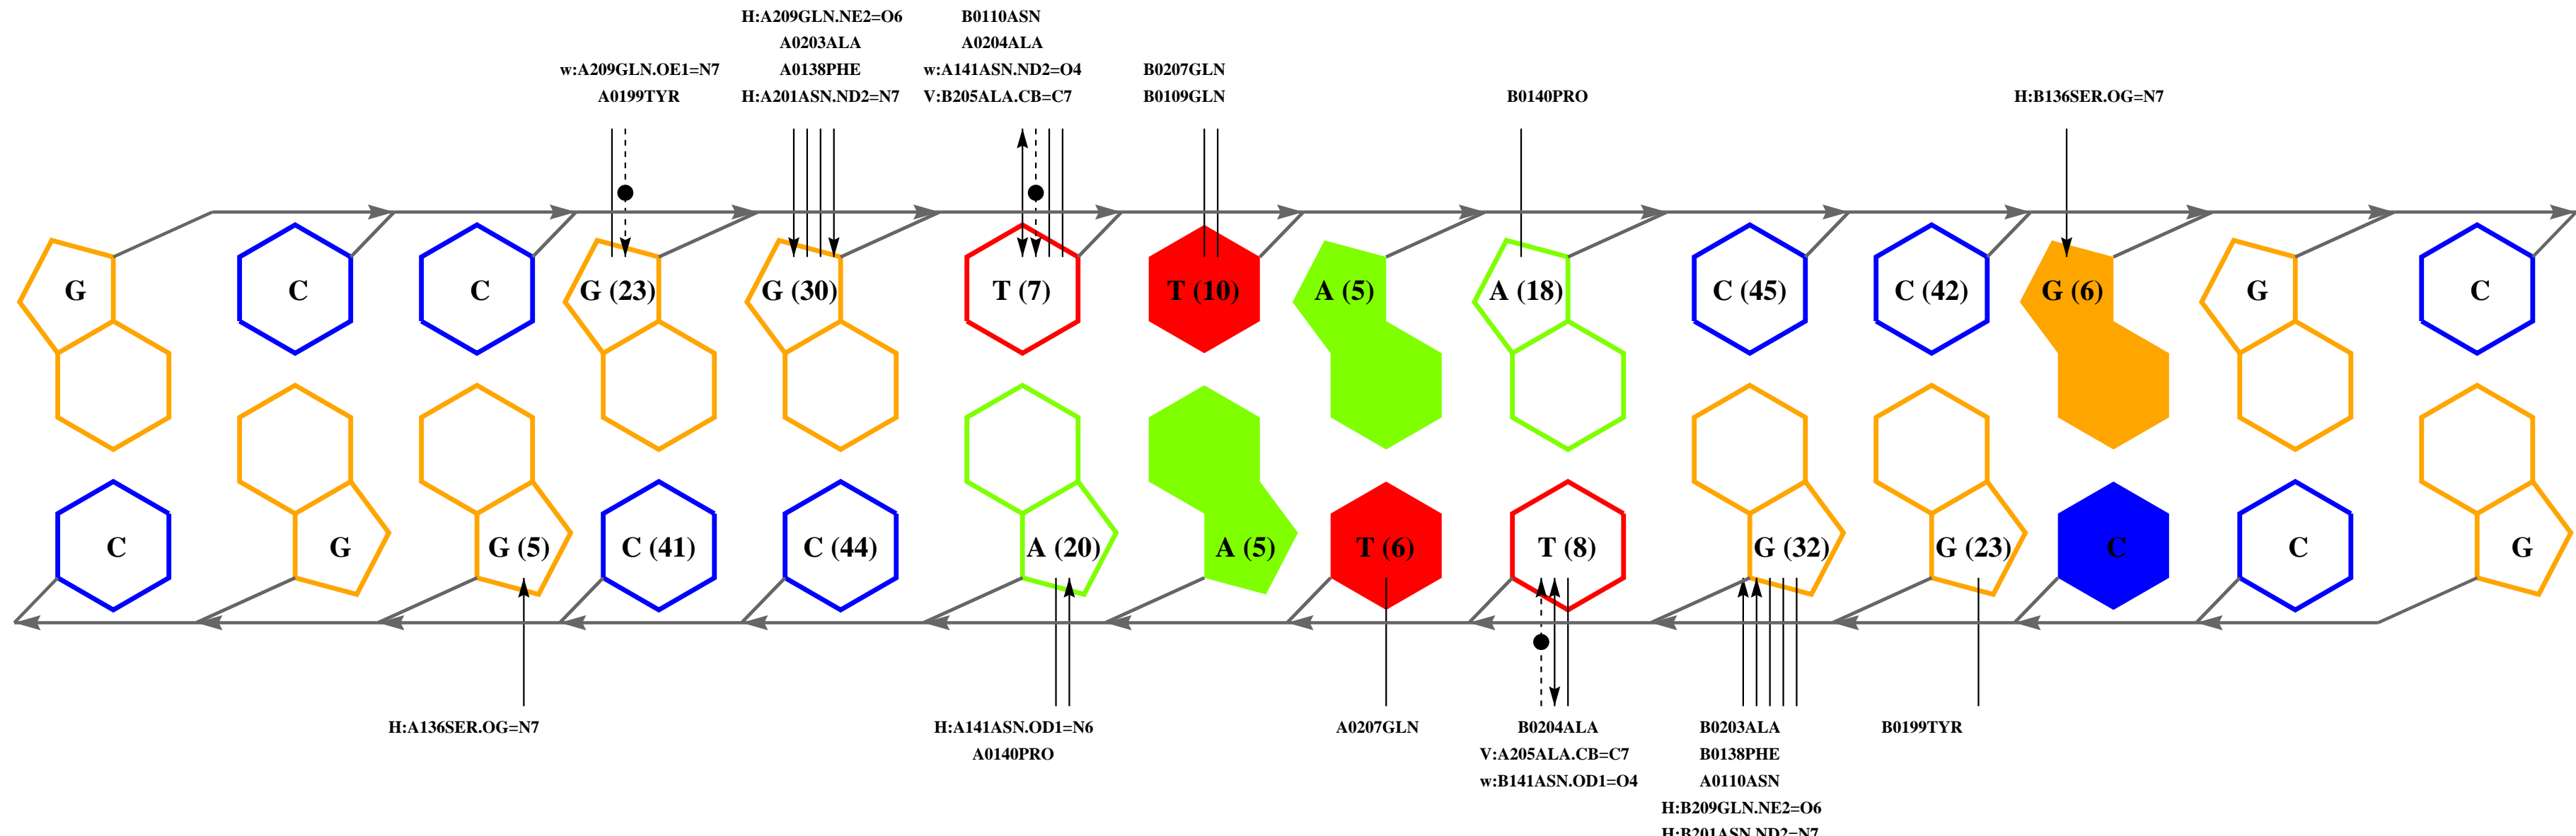 H:A209GLN.NE2=O6
A0203ALA
A0138PHE
H:A201ASN.ND2=N7
B0110ASN
A0204ALA
w:A141ASN.ND2=O4
V:B205ALA.CB=C7
w:A209GLN.OE1=N7
A0199TYR
B0207GLN
B0109GLN
B0140PRO
H:B136SER.OG=N7
G C C G (23) G (30) T (7) T (10) A (5) A (18) C (45) C (42) G (6) G C
C G G (5) C (41) C (44) A (20) A (5) T (6) T (8) G (32) G (23) C C G
H:A136SER.OG=N7
H:A141ASN.OD1=N6
A0140PRO
A0207GLN
B0204ALA
V:A205ALA.CB=C7
w:B141ASN.OD1=O4
B0203ALA
B0138PHE
A0110ASN
H:B209GLN.NE2=O6
H:B201ASN.ND2=N7
B0199TYR